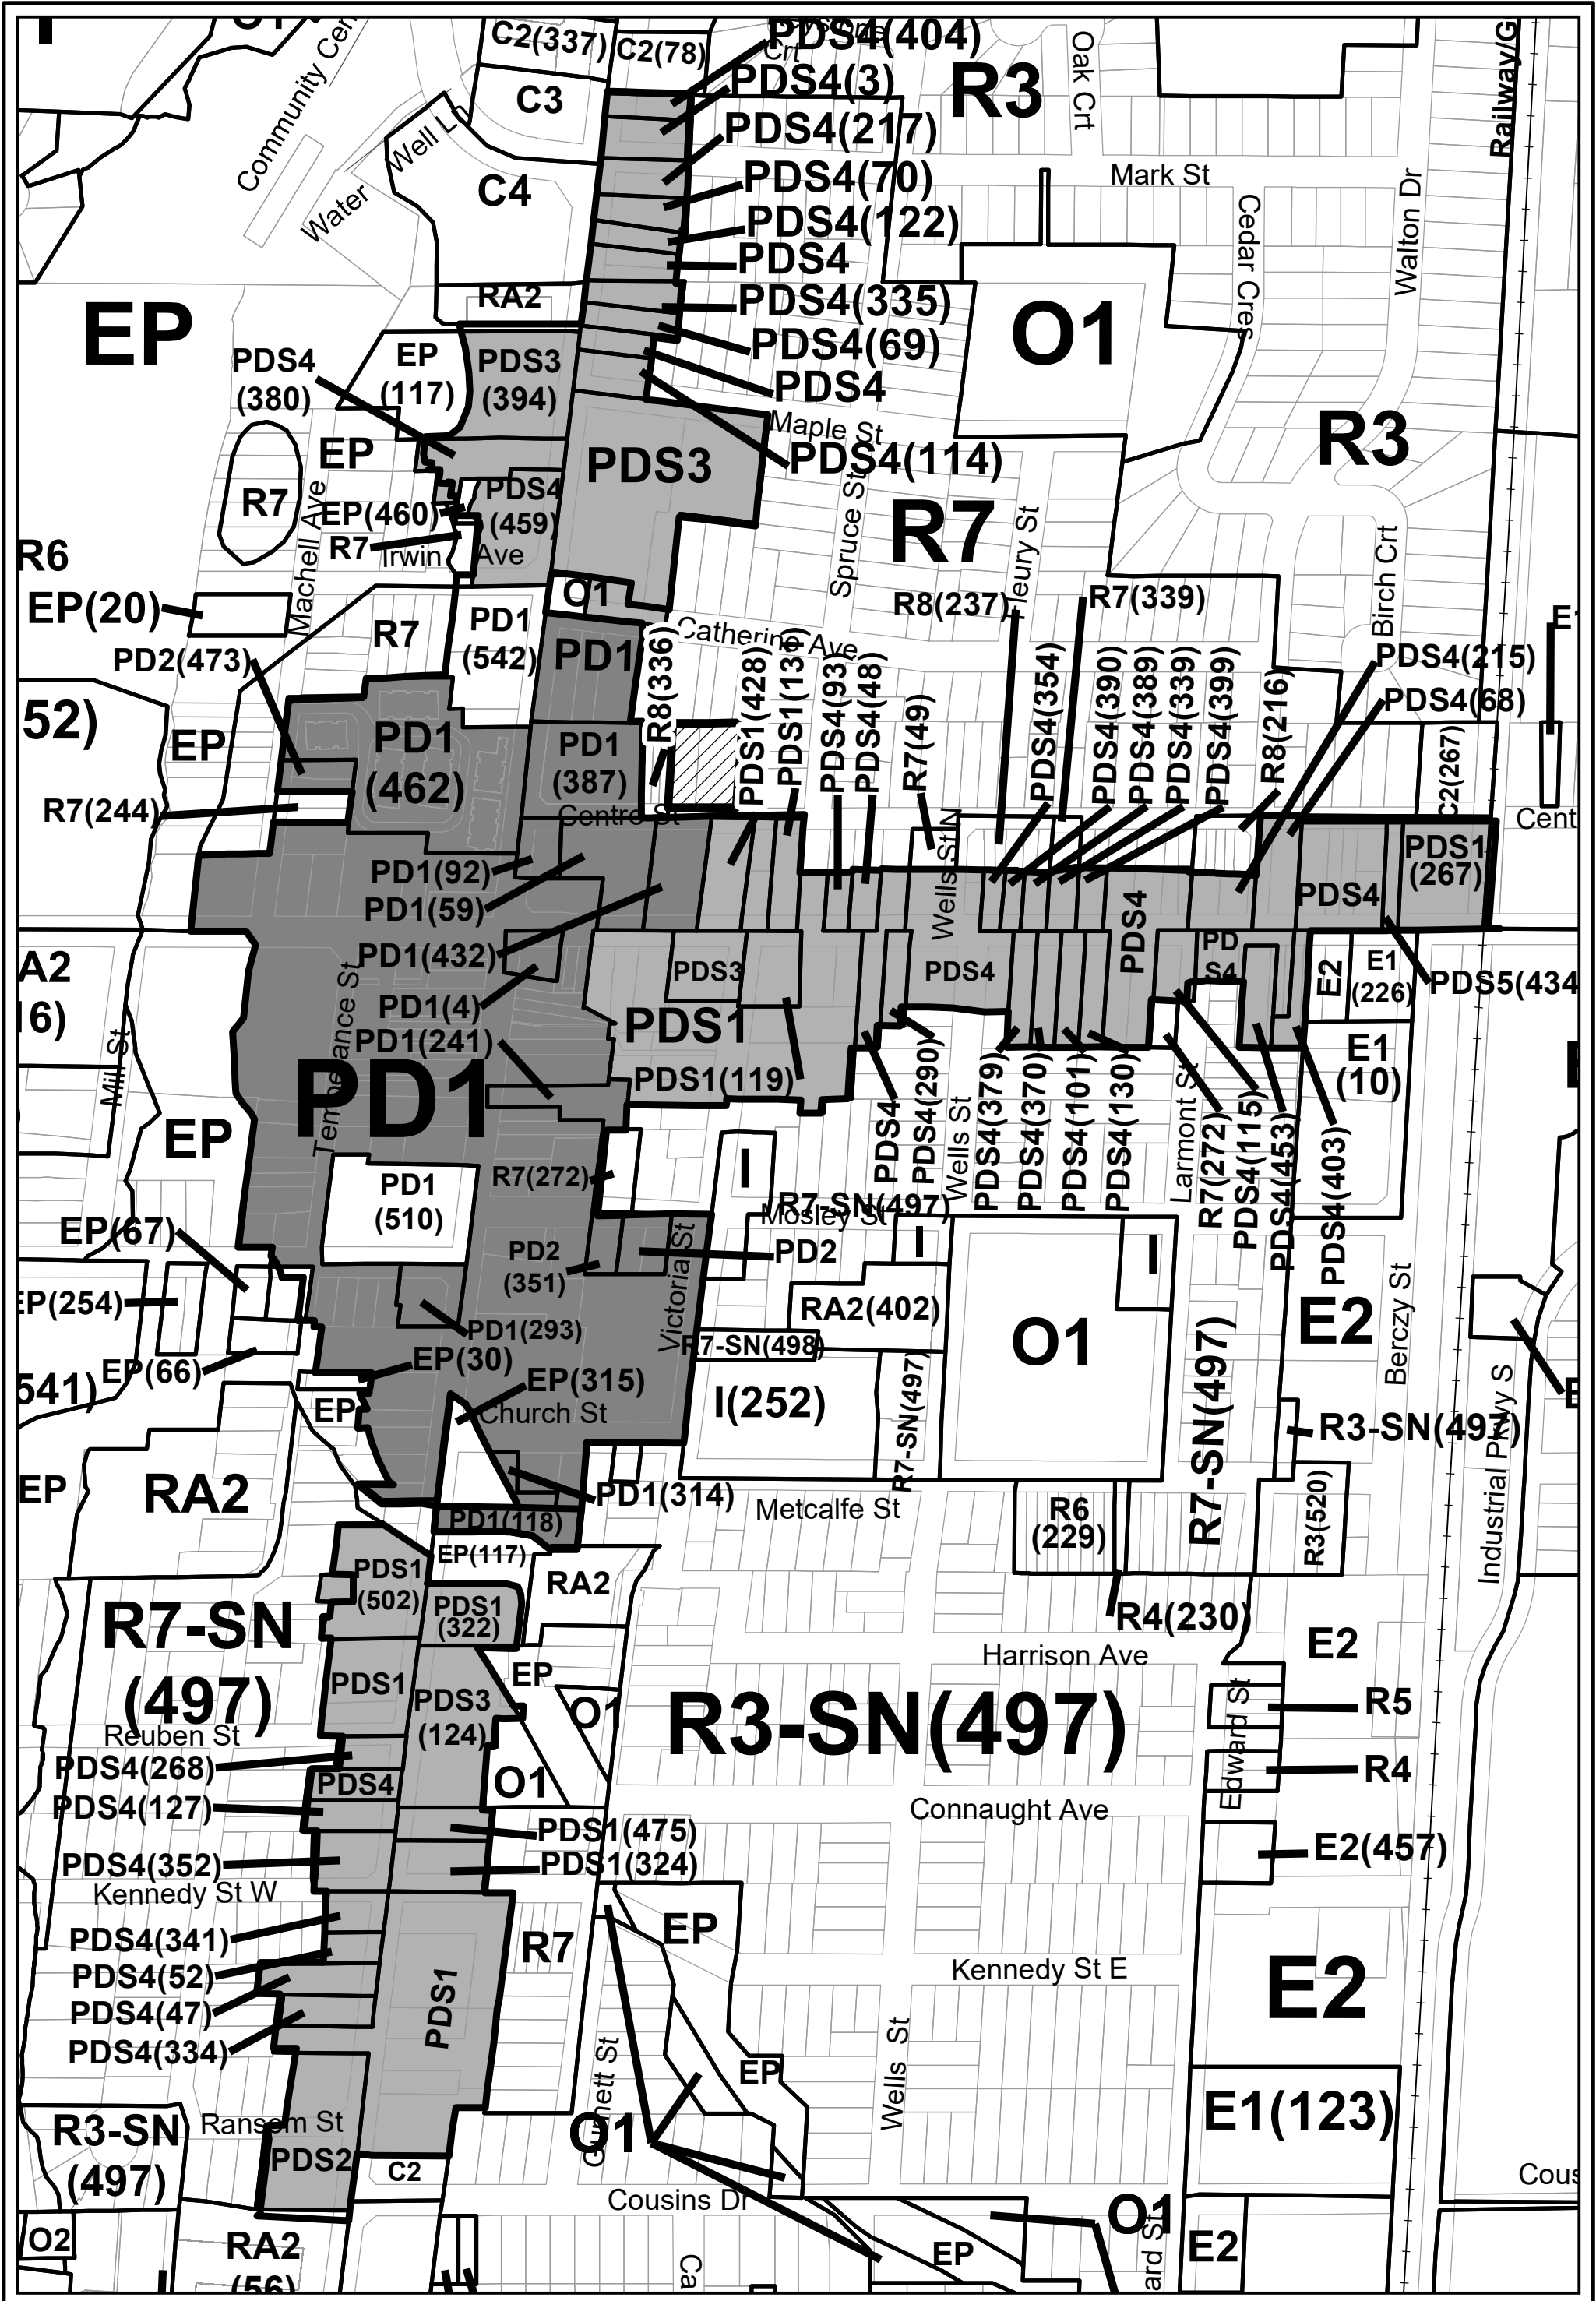 C2(337)
C2(78)
PDS4(404)
Crt
Oak Crt
R3
PDS4(3)
C3
Railway/G
PDS4(217)
Well Ln
Mark St
PDS4(70)
C4
Water
Walton Dr
PDS4(122)
Cedar Cres
PDS4
RA2
PDS4(335)
EP
O1
PDS4(69)
PDS4
(380)
EP
(117)
PDS3
(394)
PDS4
Maple St
R3
EP
PDS3
PDS4(114)
R7
PDS4
(459)
EP(460)
Machell Ave
Spruce St
R7
Fleury St
R7
Irwin
Ave
R6
Birch Crt
O1
EP(20)
R8(237)
R7(339)
R7
PD1
(542)
PD1
Catherine Ave
PD2(473)
PDS4(215)
R8(336)
PDS4(68)
52)
EP
PD1
(462)
PD1
(387)
PDS1(428)
PDS4(93)
PDS4(48)
R7(49)
PDS4(354)
PDS4(390)
PDS4(389)
PDS4(339)
PDS4(399)
R8(216)
C2(267)
R7(244)
Centre St
Cent
Wells St N
PD1(92)
PDS1
(267)
PD1(59)
PDS4
PDS4
PD1(432)
PD
S4
A2
16)
PDS3
PDS4
E2
E1
(226)
PDS5(434
PD1(4)
Temperance St
PDS1
PD1(241)
E1
(10)
Mill St
PDS1(119)
PD1
EP
PDS4
PDS4(290)
Wells St
PDS4(379)
PDS4(370)
PDS4(101)
PDS4(130)
Larmont St
R7(272)
PDS4(115)
PDS4(453)
PDS4(403)
R7(272)
I
PD1
(510)
R7-SN(497)
Mosley St
EP(67)
I
I
PD2
(351)
PD2
Victoria St
EP(254)
RA2(402)
E2
Berczy St
PD1(293)
O1
R7-SN(498)
EP(30)
EP(66)
541)
EP(315)
R7-SN(497)
R7-SN(497)
EP
Church St
I(252)
R3-SN(497)
EP
RA2
PD1(314)
Metcalfe St
R6
(229)
R3(520)
Industrial Pkwy S
PD1(118)
EP(117)
PDS1
(502)
RA2
PDS1
(322)
R4(230)
R7-SN
(497)
E2
Harrison Ave
EP
PDS1
PDS3
(124)
R5
O1
R3-SN(497)
Edward St
Reuben St
PDS4(268)
R4
PDS4
O1
PDS4(127)
Connaught Ave
PDS1(475)
E2(457)
PDS4(352)
PDS1(324)
Kennedy St W
EP
PDS4(341)
R7
Kennedy St E
PDS4(52)
E2
PDS4(47)
PDS1
PDS4(334)
Gurnett St
Wells St
EP
E1(123)
R3-SN
(497)
Ransom St
O1
PDS2
C2
Cous
Cousins Dr
O1
O2
RA2
(56)
E2
EP
Ca
ard St